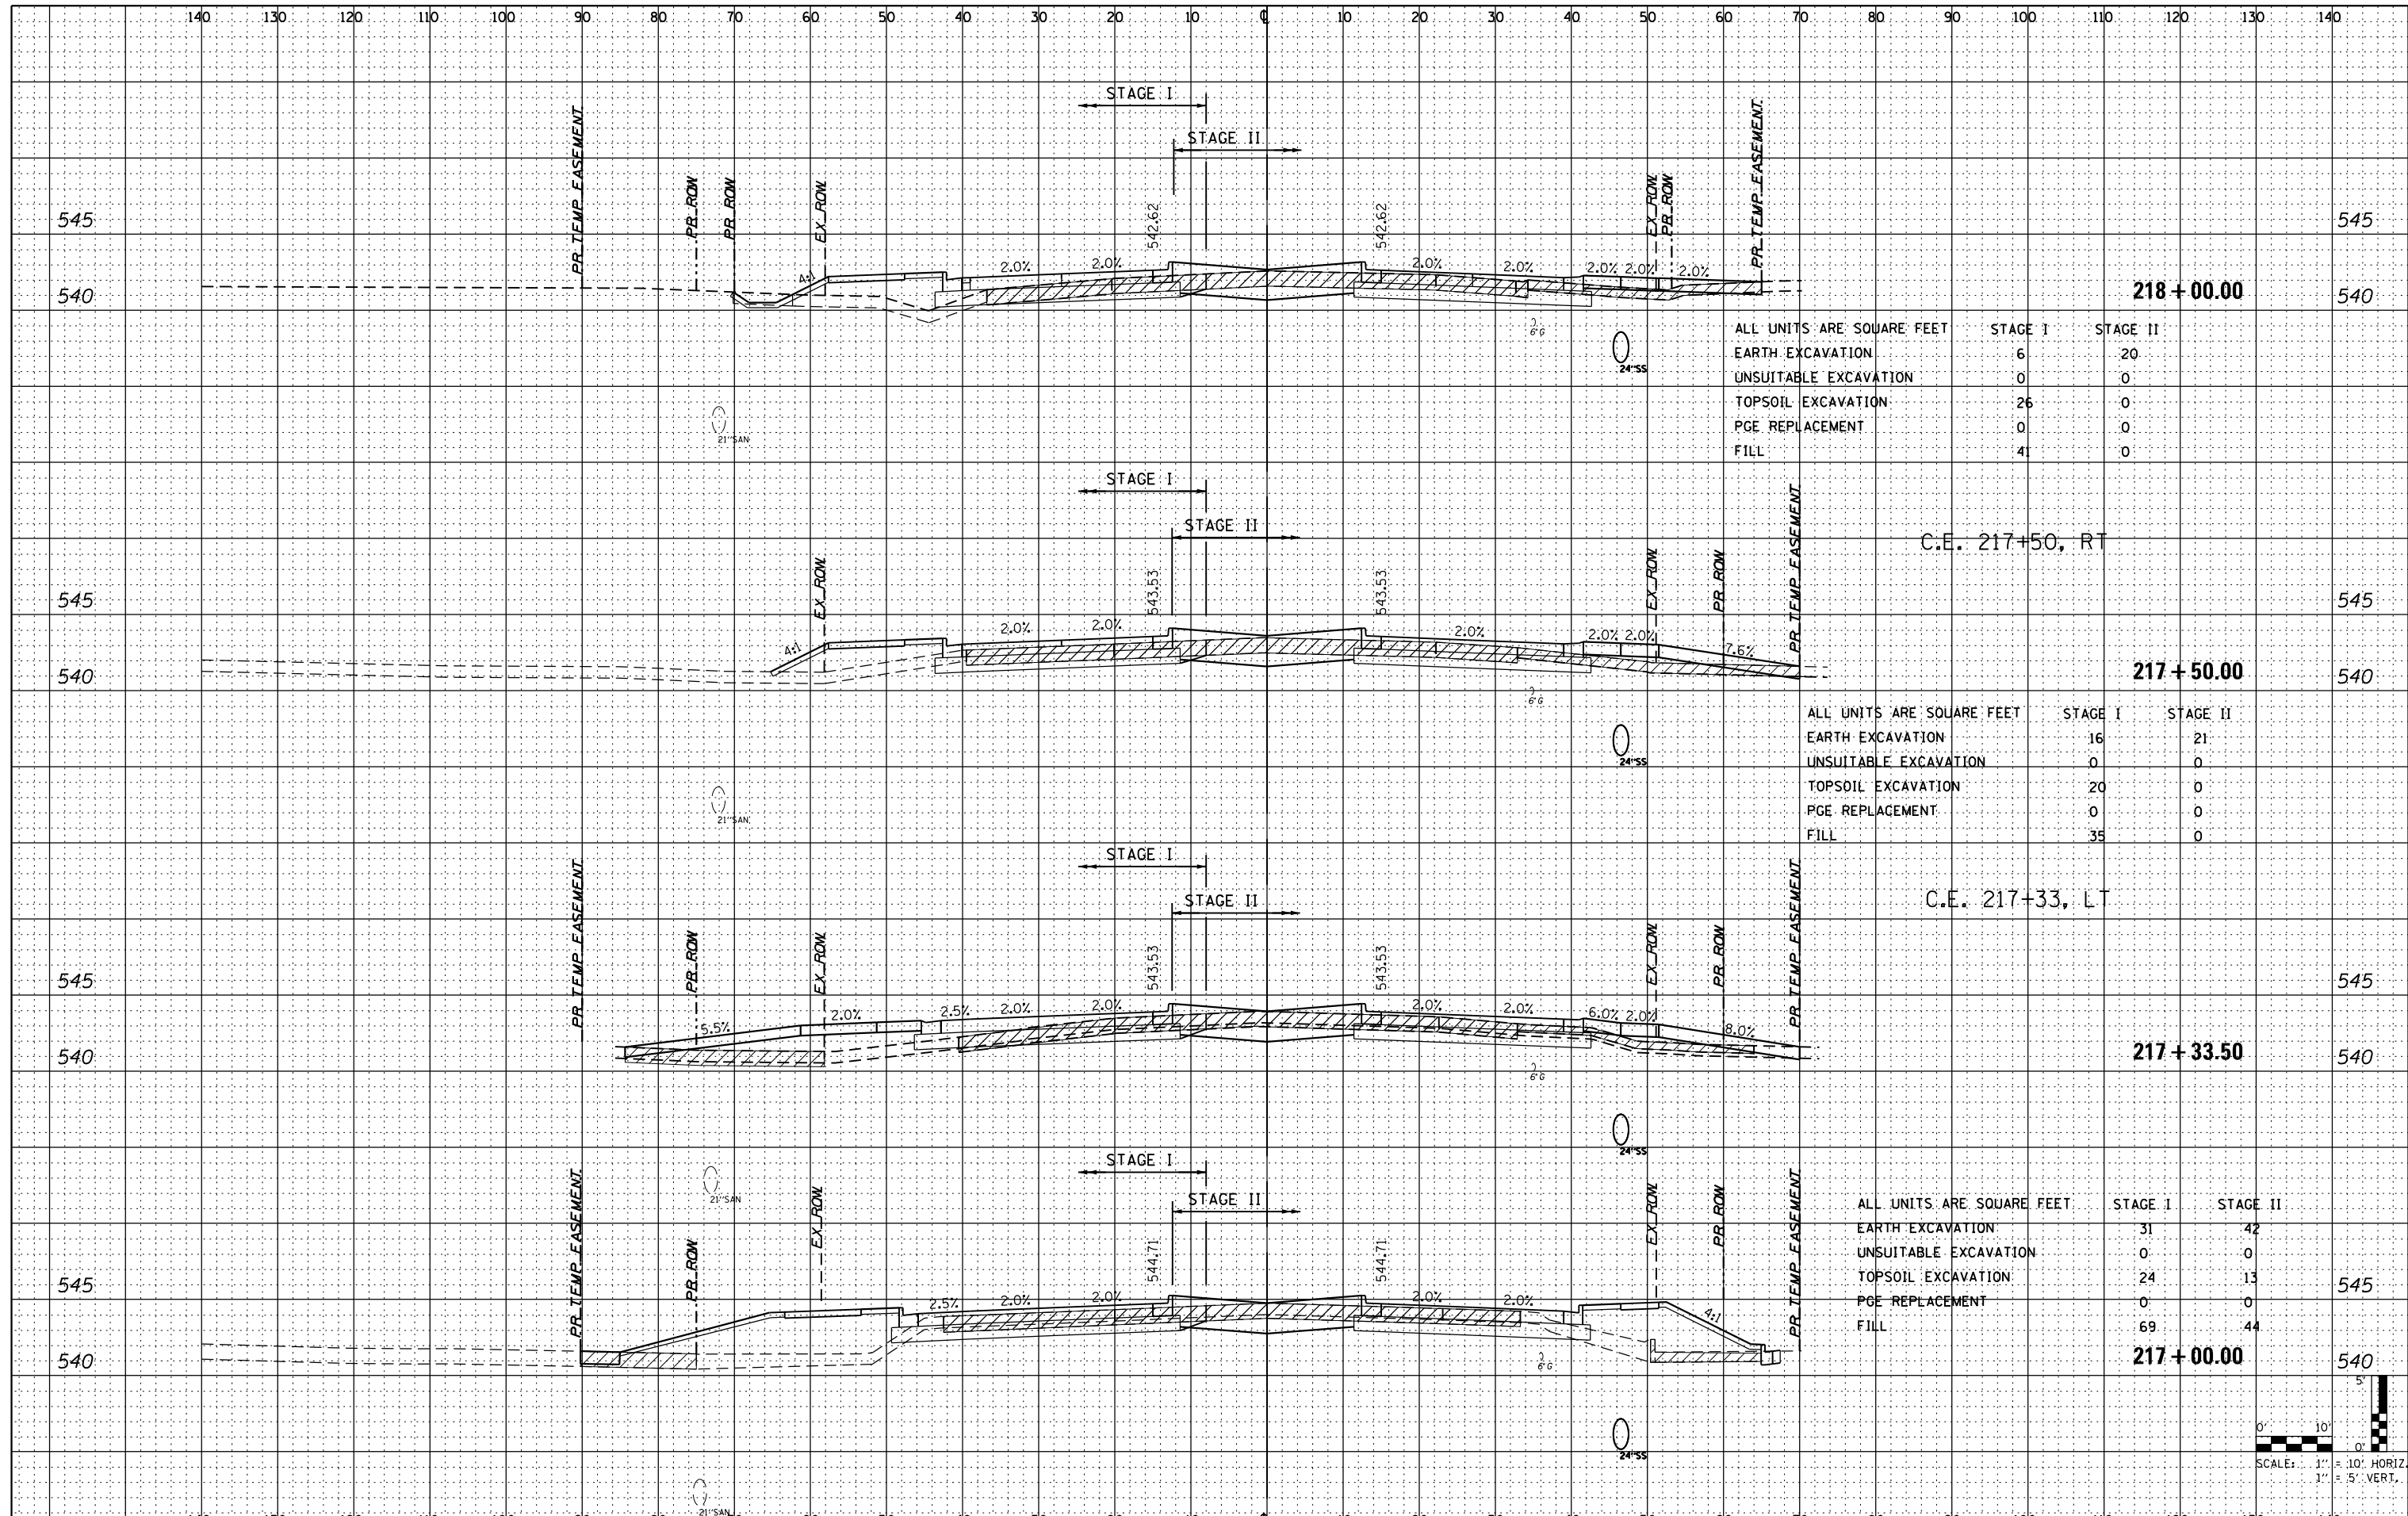 140 130 120 110 100 90 80 70 60 50 40 30 20 10 ℄ 10 20 30 40 50 60 70 80 90 100 110 120 130 140
STAGE I
STAGE II
PR TEMP EASEMENT
PR ROW
PR ROW
EX ROW
542.62
542.62
EX ROW
PR ROW
PR TEMP EASEMENT
545 545
4:1 2.0% 2.0% 2.0% 2.0% 2.0% 2.0% 2.0%
540 218 + 00.00 540
6"G
24"SS
21"SAN
ALL UNITS ARE SQUARE FEET STAGE I STAGE II
EARTH EXCAVATION 6 20
UNSUITABLE EXCAVATION 0 0
TOPSOIL EXCAVATION 26 0
PGE REPLACEMENT 0 0
FILL 41 0
STAGE I
STAGE II
C.E. 217+50, RT
EX ROW
543.53
543.53
EX ROW
PR ROW
PR TEMP EASEMENT
545 545
4:1 2.0% 2.0% 2.0% 2.0% 2.0% 7.6%
540 217 + 50.00 540
6"G
24"SS
21"SAN
ALL UNITS ARE SQUARE FEET STAGE I STAGE II
EARTH EXCAVATION 16 21
UNSUITABLE EXCAVATION 0 0
TOPSOIL EXCAVATION 20 0
PGE REPLACEMENT 0 0
FILL 35 0
STAGE I
STAGE II
C.E. 217+33, LT
PR TEMP EASEMENT
PR ROW
EX ROW
543.53
543.53
EX ROW
PR ROW
PR TEMP EASEMENT
545 545
5.5% 2.0% 2.5% 2.0% 2.0% 2.0% 2.0% 6.0% 2.0% 8.0%
540 217 + 33.50 540
6"G
24"SS
21"SAN
STAGE I
STAGE II
PR TEMP EASEMENT
PR ROW
EX ROW
544.71
544.71
EX ROW
PR ROW
PR TEMP EASEMENT
ALL UNITS ARE SQUARE FEET STAGE I STAGE II
EARTH EXCAVATION 31 42
UNSUITABLE EXCAVATION 0 0
TOPSOIL EXCAVATION 24 13
PGE REPLACEMENT 0 0
FILL 69 44
545 545
2.5% 2.0% 2.0% 2.0% 2.0% 4:1
540 217 + 00.00 540
6"G
24"SS
21"SAN
5'
0' 10'
0'
SCALE: 1" = 10' HORIZ.
1" = 5' VERT.